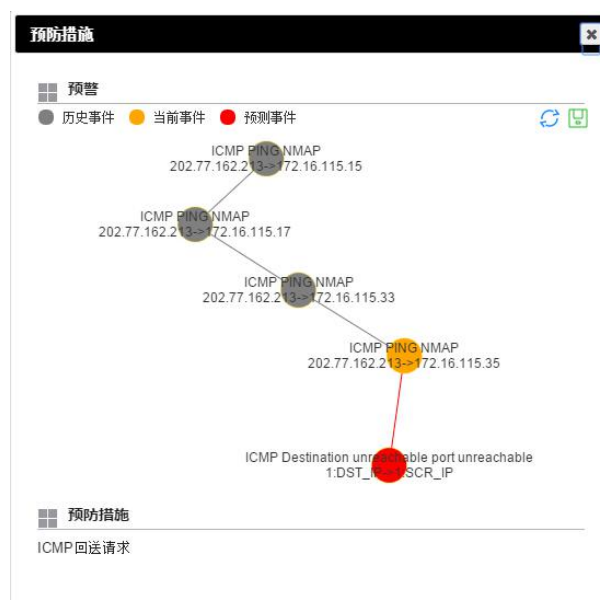 预防措施
预警
历史事件 当前事件 预测事件
ICMP PING NMAP
202.77.162.213->172.16.115.15
ICMP PING NMAP
202.77.162.213->172.16.115.17
ICMP PING NMAP
202.77.162.213->172.16.115.33
ICMP PING NMAP
202.77.162.213->172.16.115.35
ICMP Destination unreachable port unreachable
1:DST_IP->1:SCR_IP
预防措施
ICMP回送请求